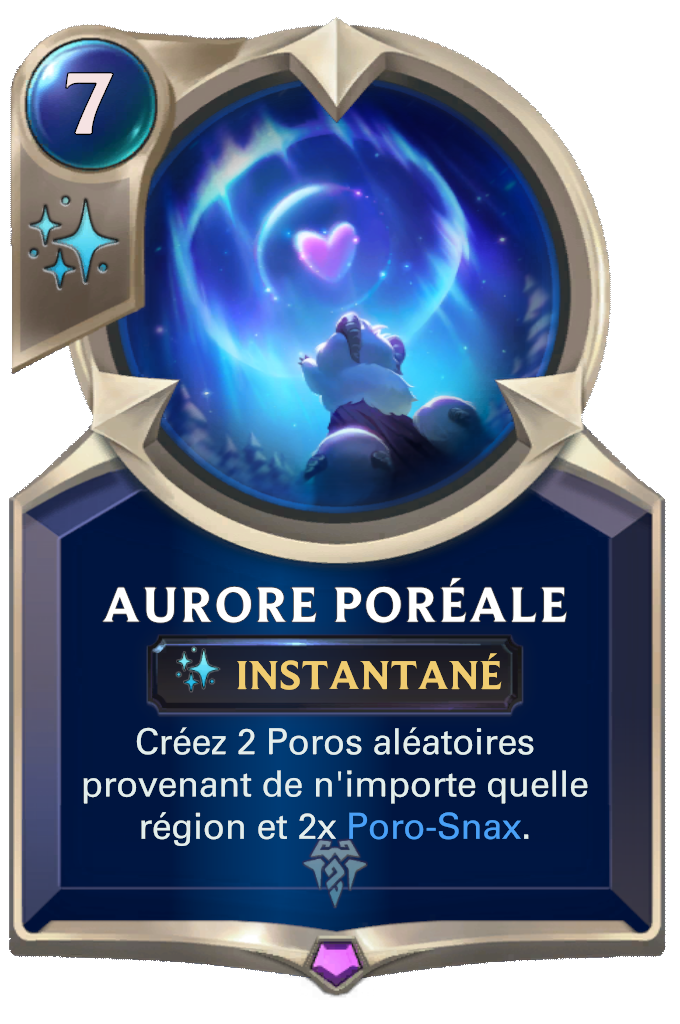 7
AURORE PORÉALE
INSTANTANÉ
Créez 2 Poros aléatoires
provenant de n'importe quelle
région et 2x Poro-Snax.